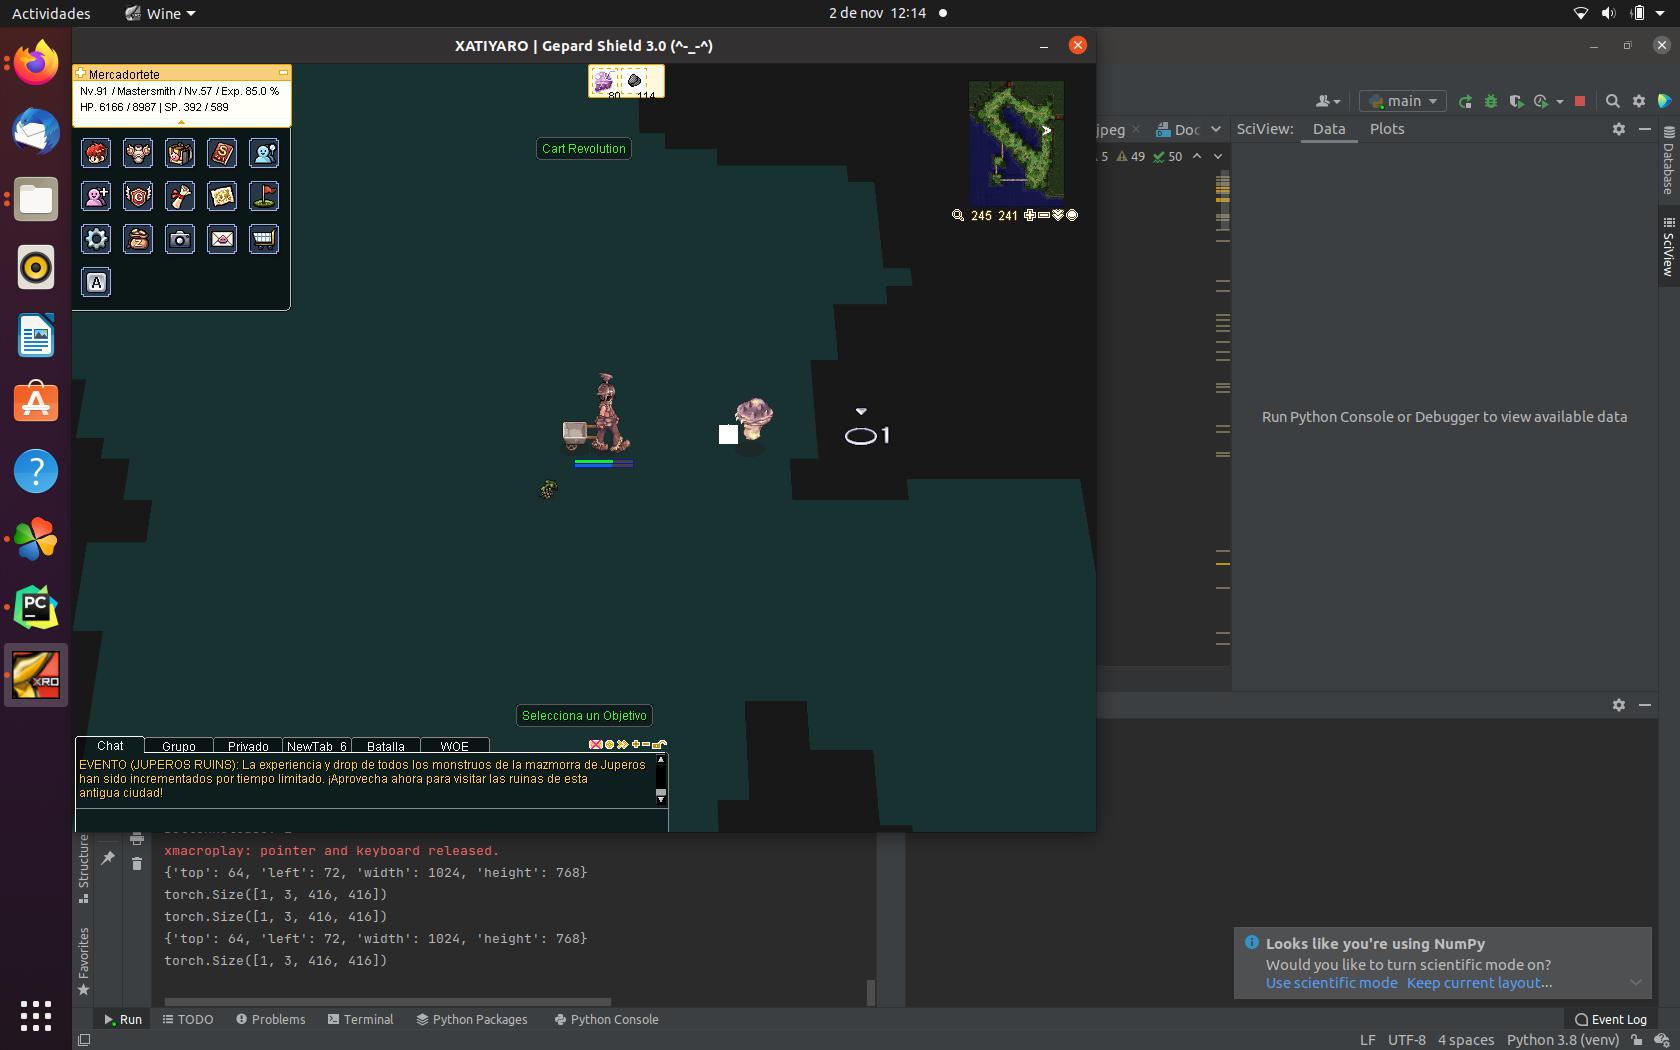 Actividades
Wine
2 de nov 12:14
XATIYARO | Gepard Shield 3.0 (^-_-^)
Mercadortete
Nv.91 / Mastersmith / Nv.57 / Exp. 85.0 %
HP. 6166 / 8987 | SP. 392 / 589
80 114
Cart Revolution
245 241
1
Selecciona un Objetivo
Chat Grupo Privado NewTab_6 Batalla WOE
EVENTO (JUPEROS RUINS): La experiencia y drop de todos los monstruos de la mazmorra de Juperos
han sido incrementados por tiempo limitado. ¡Aprovecha ahora para visitar las ruinas de esta
antigua ciudad!
main
jpeg Doc
SciView: Data Plots
5 49 50
Database
SciView
Run Python Console or Debugger to view available data
PC
XRO
A
xmacroplay: pointer and keyboard released.
{'top': 64, 'left': 72, 'width': 1024, 'height': 768}
torch.Size([1, 3, 416, 416])
torch.Size([1, 3, 416, 416])
{'top': 64, 'left': 72, 'width': 1024, 'height': 768}
torch.Size([1, 3, 416, 416])
Structure
Favorites
Looks like you're using NumPy
Would you like to turn scientific mode on?
Use scientific mode Keep current layout...
Run TODO Problems Terminal Python Packages Python Console
Event Log
LF UTF-8 4 spaces Python 3.8 (venv)